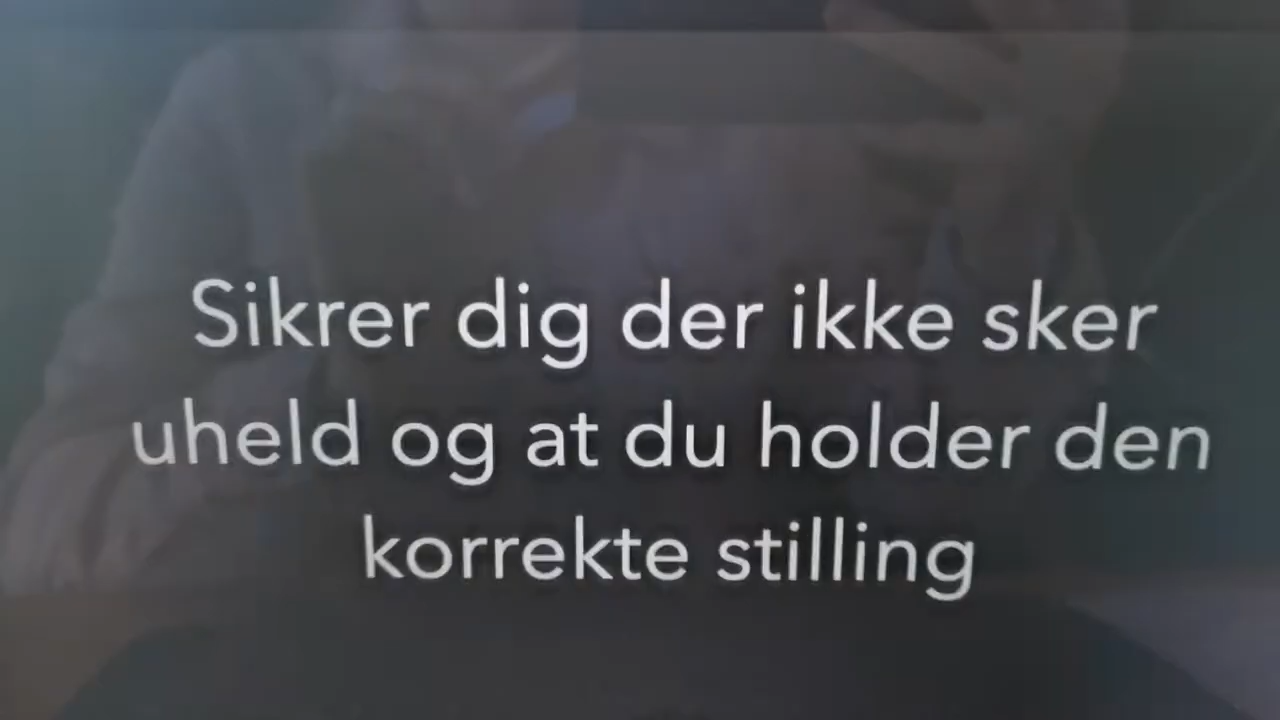 Sikrer dig der ikke sker
uheld og at du holder den
korrekte stilling